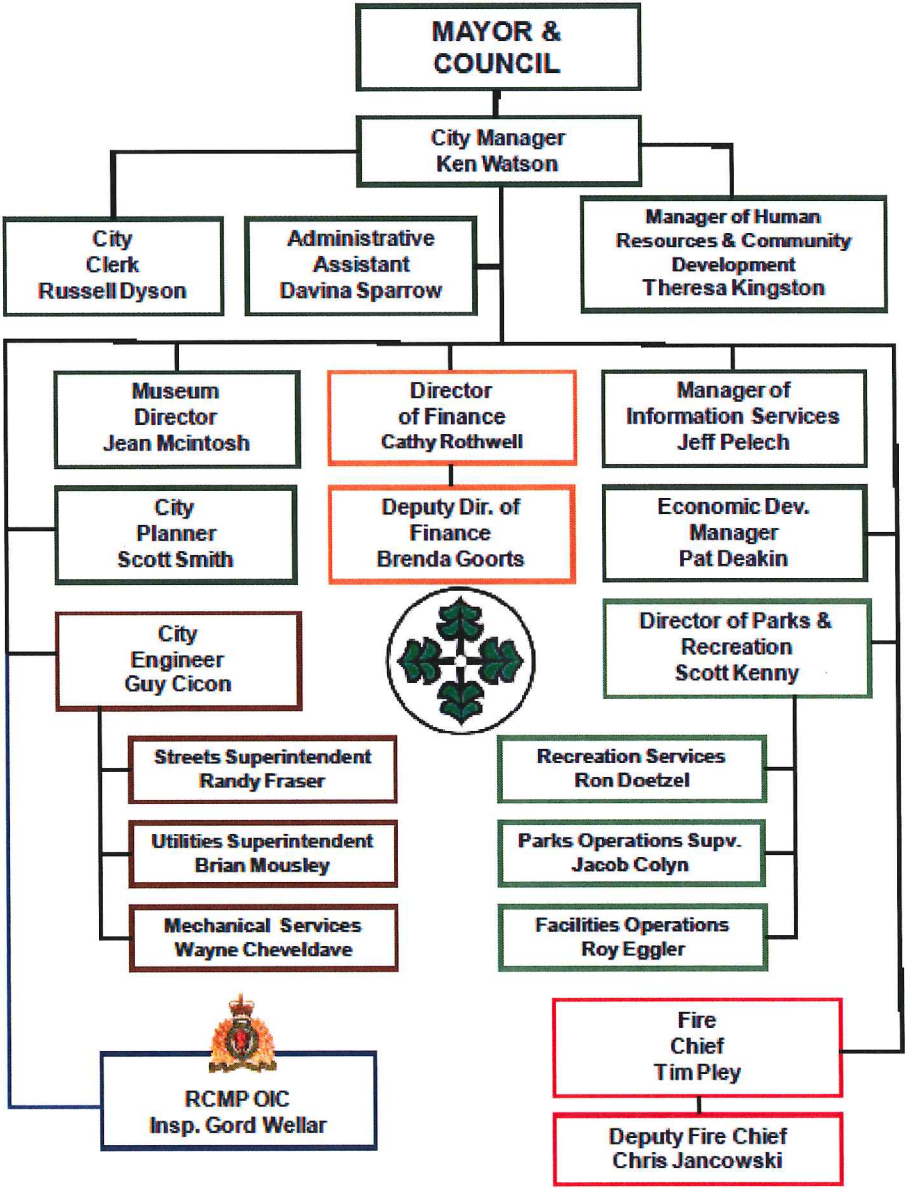 MAYOR &
COUNCIL
City Manager
Ken Watson
City
Clerk
Russell Dyson
Administrative
Assistant
Davina Sparrow
Manager of Human
Resources & Community
Development
Theresa Kingston
Museum
Director
Jean Mcintosh
Director
of Finance
Cathy Rothwell
Manager of
Information Services
Jeff Pelech
City
Planner
Scott Smith
Deputy Dir. of
Finance
Brenda Goorts
Economic Dev.
Manager
Pat Deakin
City
Engineer
Guy Cicon
Director of Parks &
Recreation
Scott Kenny
Streets Superintendent
Randy Fraser
Recreation Services
Ron Doetzel
Utilities Superintendent
Brian Mousley
Parks Operations Supv.
Jacob Colyn
Mechanical Services
Wayne Cheveldave
Facilities Operations
Roy Eggler
RCMP OIC
Insp. Gord Wellar
Fire
Chief
Tim Pley
Deputy Fire Chief
Chris Jancowski